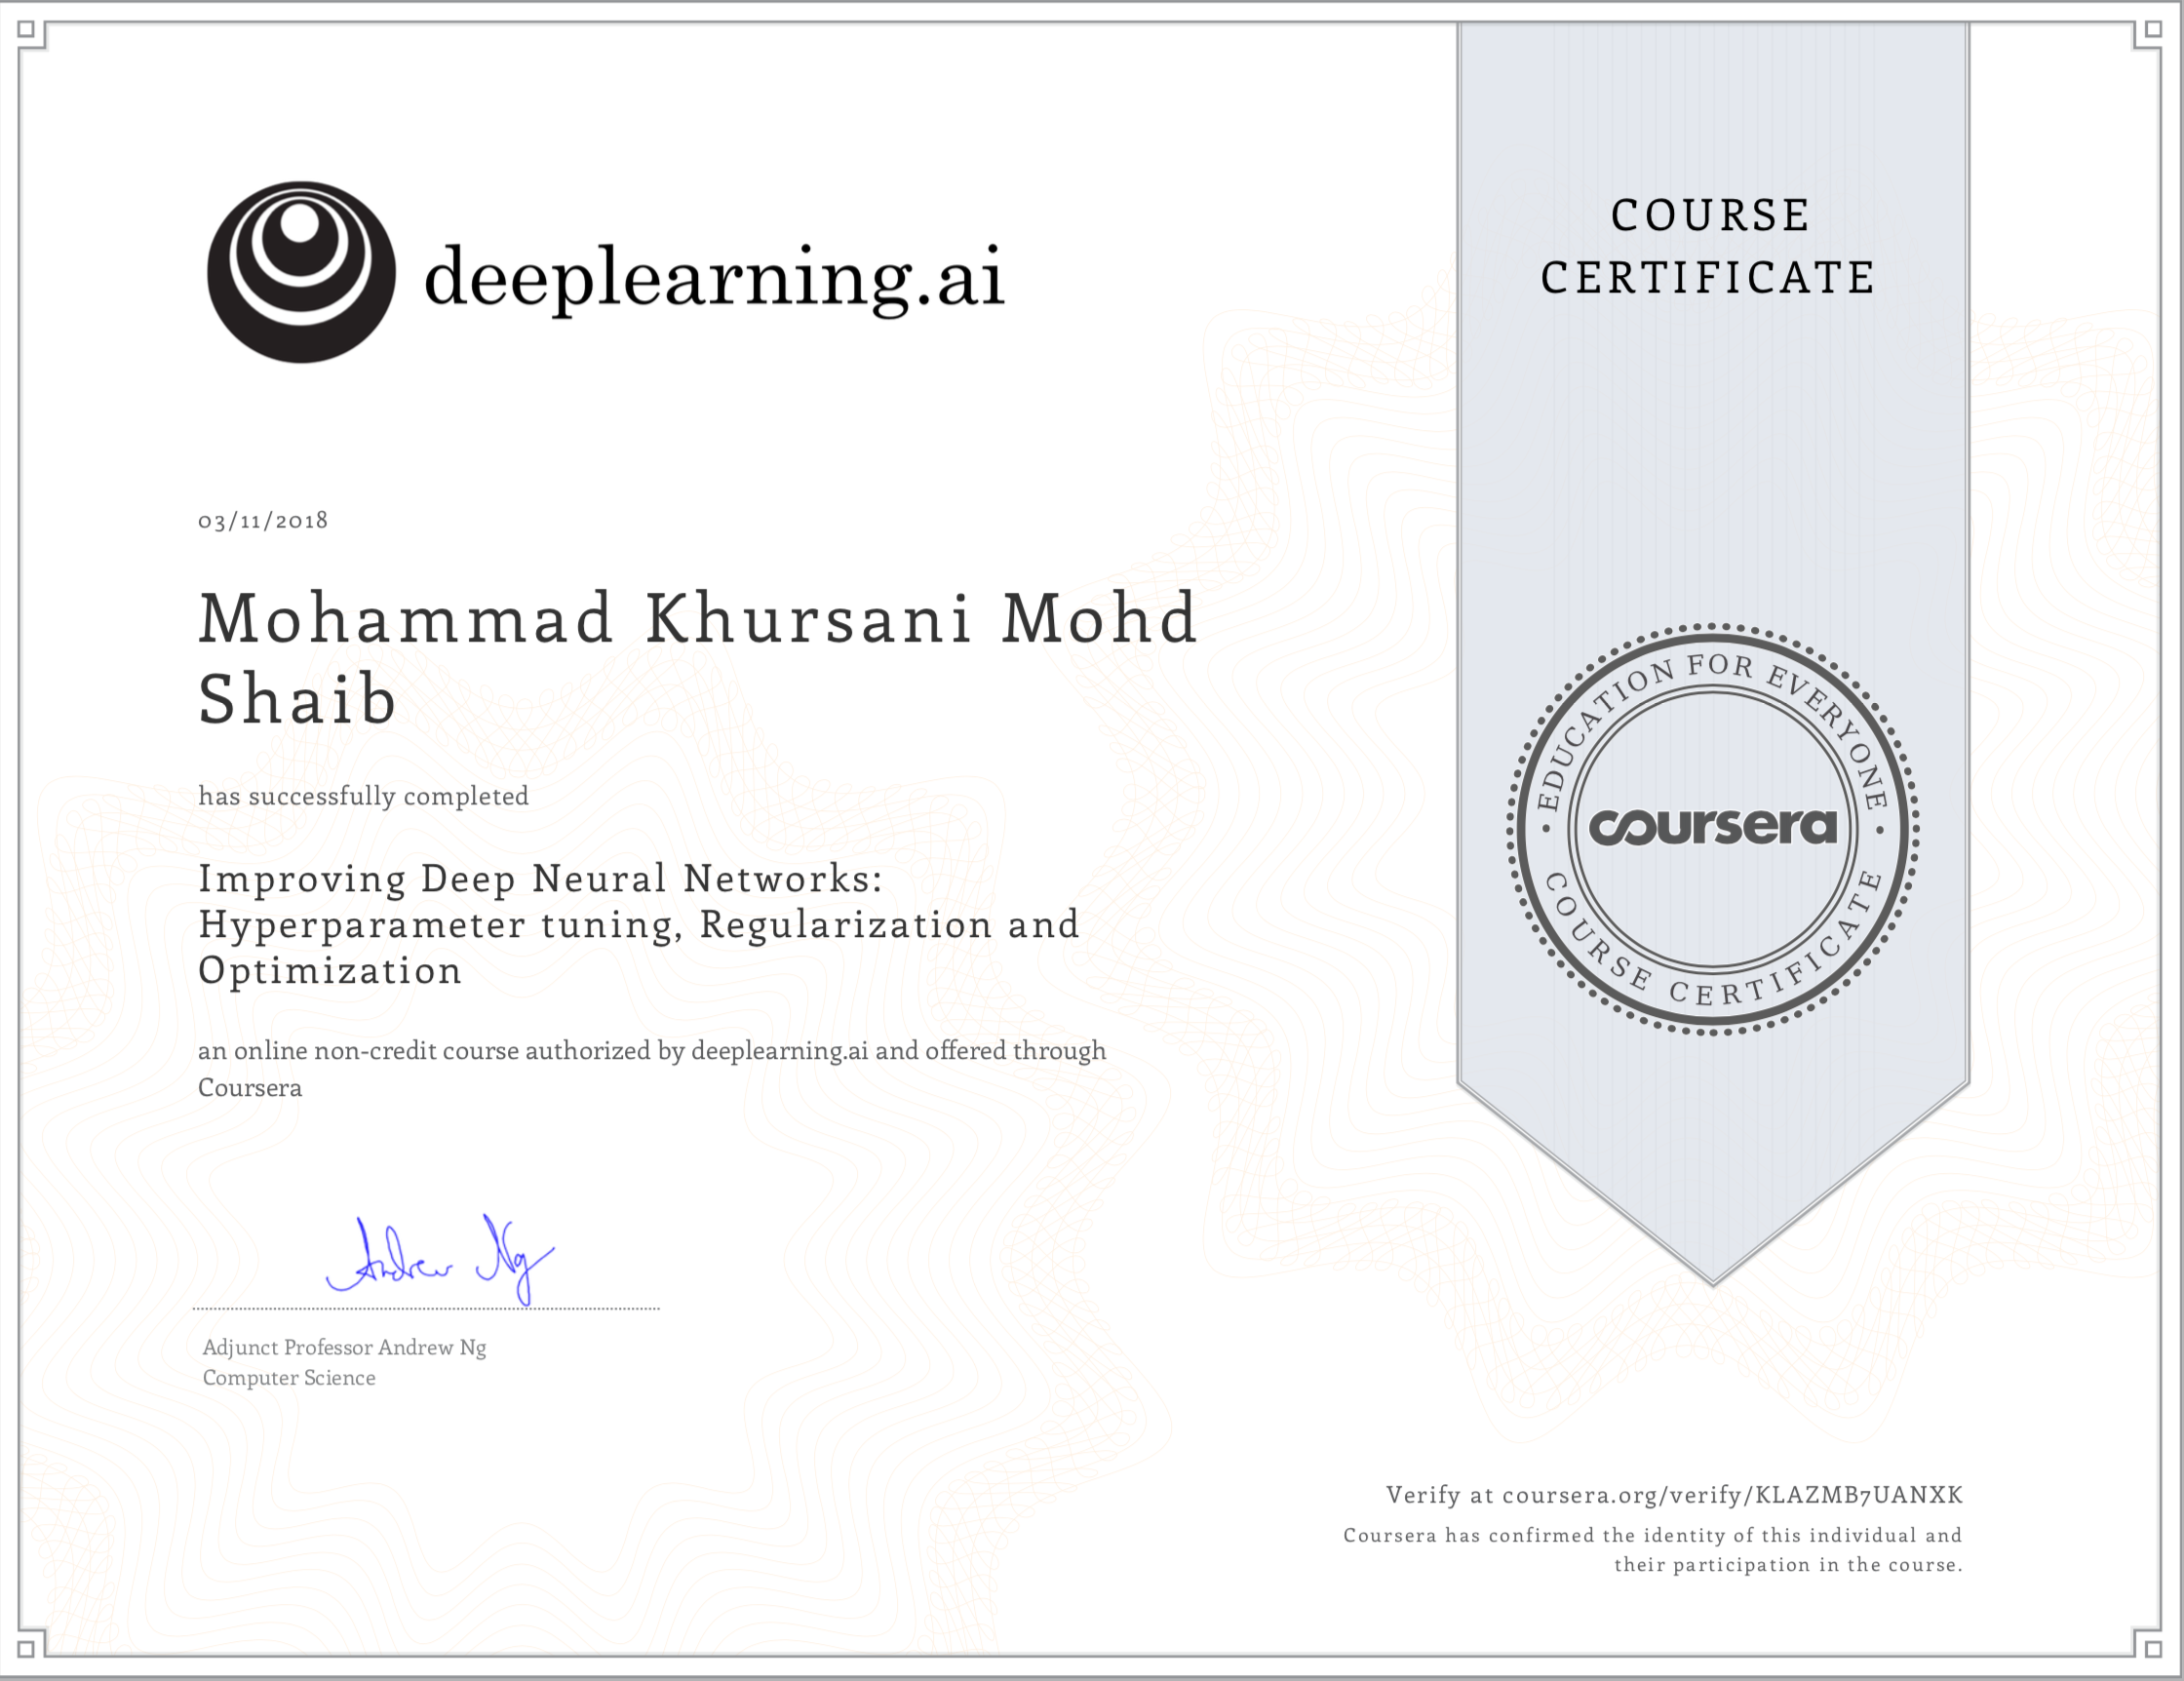 deeplearning.ai
COURSE
CERTIFICATE
03/11/2018
Mohammad Khursani Mohd
Shaib
has successfully completed
Improving Deep Neural Networks:
Hyperparameter tuning, Regularization and
Optimization
an online non-credit course authorized by deeplearning.ai and offered through
Coursera
EDUCATION FOR EVERYONE
coursera
COURSE CERTIFICATE
Andrew Ng
Adjunct Professor Andrew Ng
Computer Science
Verify at coursera.org/verify/KLAZMB7UANXK
Coursera has confirmed the identity of this individual and
their participation in the course.